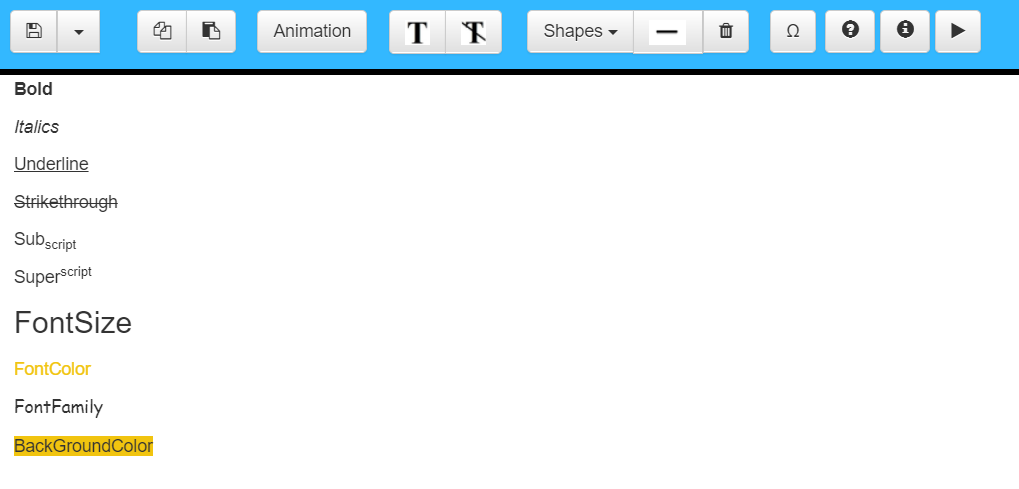 Animation T T Shapes Ω
Bold
Italics
Underline
Strikethrough
Subscript
Superscript
FontSize
FontColor
FontFamily
BackGroundColor